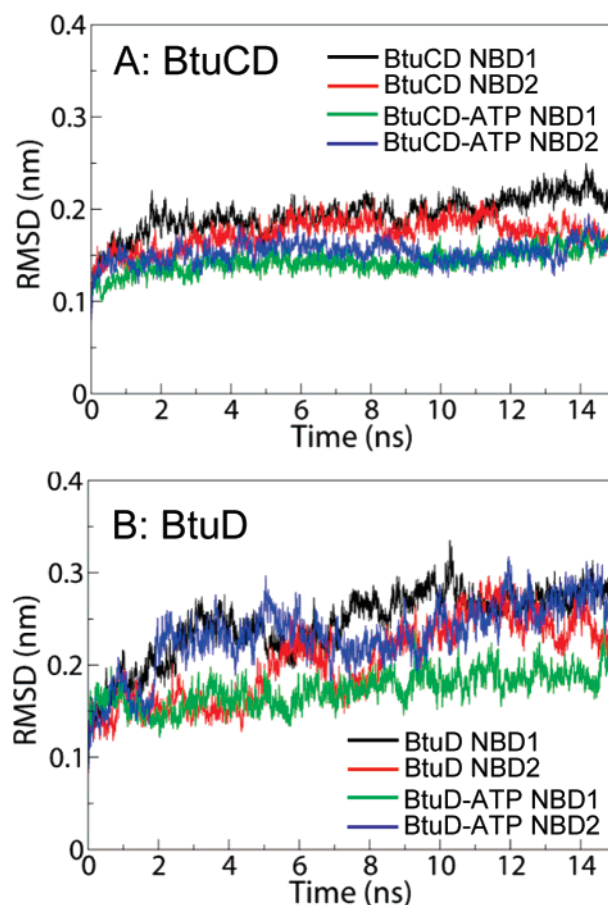 0.4
A: BtuCD
BtuCD NBD1
BtuCD NBD2
BtuCD-ATP NBD1
BtuCD-ATP NBD2
0.3
0.2
0.1
0
RMSD (nm)
0 2 4 6 8 10 12 14
Time (ns)
0.4
B: BtuD
0.3
0.2
0.1
0
RMSD (nm)
BtuD NBD1
BtuD NBD2
BtuD-ATP NBD1
BtuD-ATP NBD2
0 2 4 6 8 10 12 14
Time (ns)